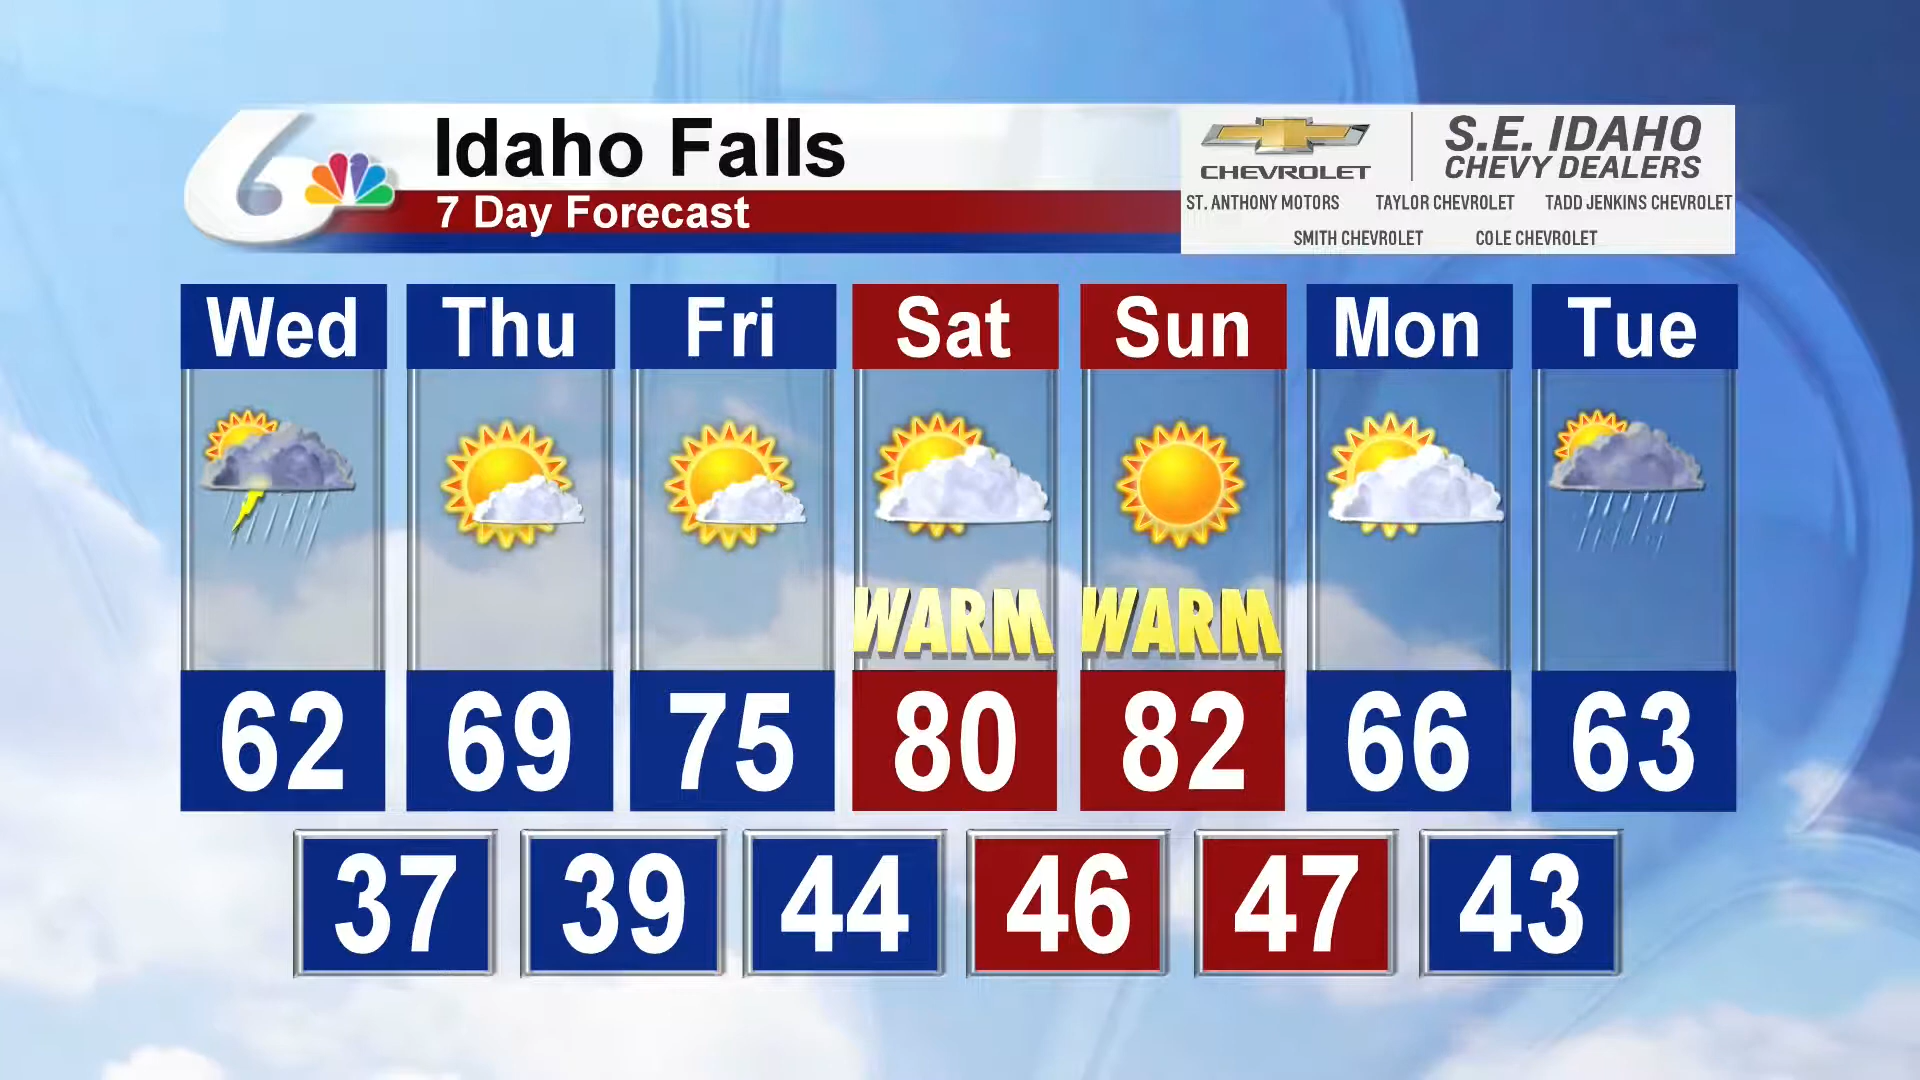 6
Idaho Falls
7 Day Forecast
CHEVROLET
S.E. IDAHO
CHEVY DEALERS
ST. ANTHONY MOTORS TAYLOR CHEVROLET TADD JENKINS CHEVROLET
SMITH CHEVROLET COLE CHEVROLET
Wed Thu Fri Sat Sun Mon Tue
WARM WARM
62 69 75 80 82 66 63
37 39 44 46 47 43